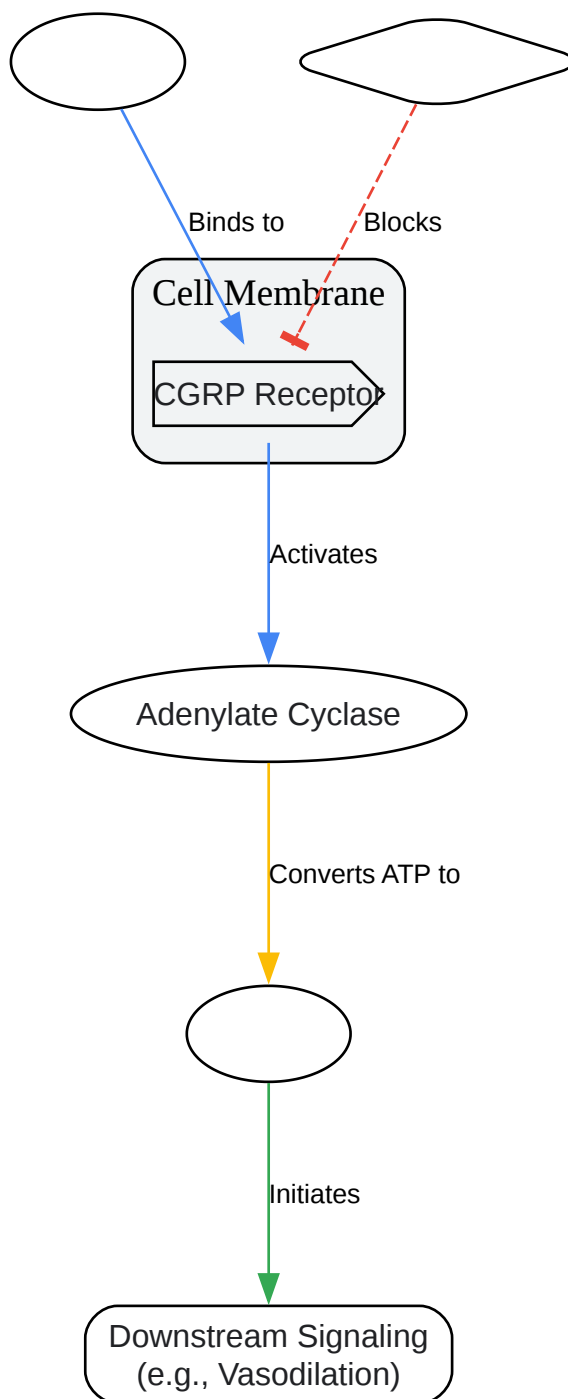 Binds to
Blocks
Cell Membrane
CGRP Receptor
Activates
Adenylate Cyclase
Converts ATP to
Initiates
Downstream Signaling
(e.g., Vasodilation)